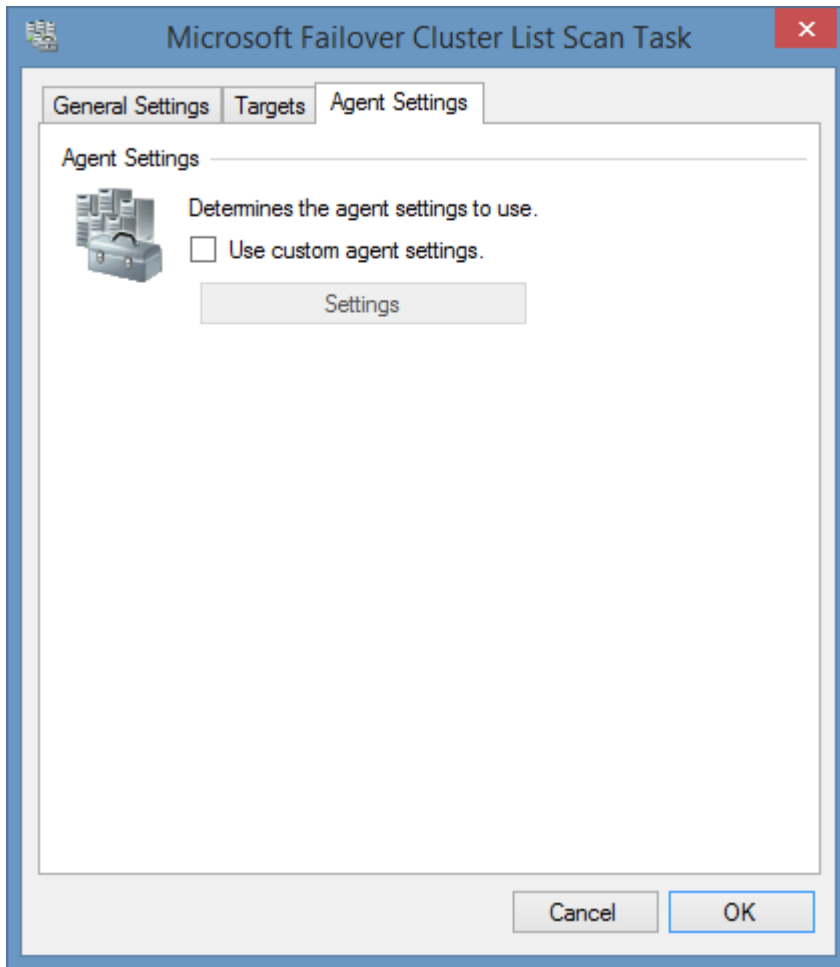 Microsoft Failover Cluster List Scan Task
General Settings Targets Agent Settings
Agent Settings
Determines the agent settings to use.
Use custom agent settings.
Settings
Cancel OK